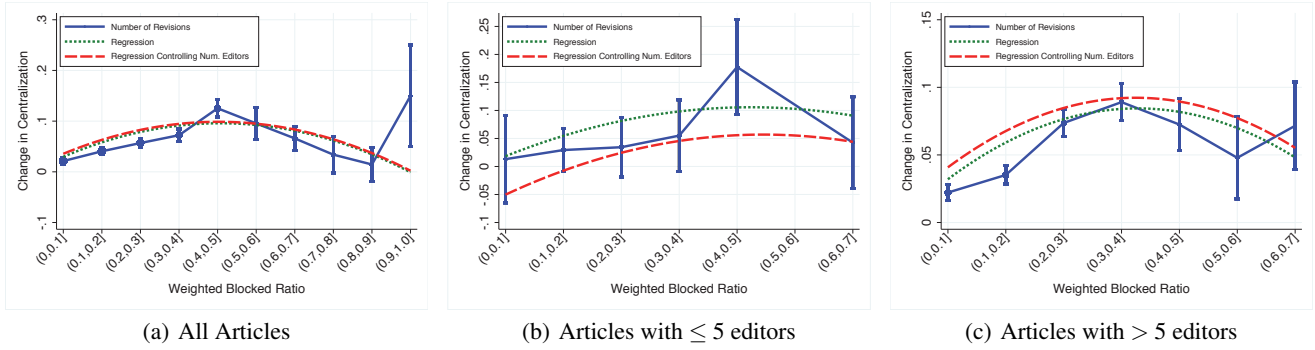 Change in Centralization
.3
.2
.1
0
-.1
Number of Revisions
Regression
Regression Controlling Num. Editors
(0,0.1]
(0.1,0.2]
(0.2,0.3]
(0.3,0.4]
(0.4,0.5]
(0.5,0.6]
(0.6,0.7]
(0.7,0.8]
(0.8,0.9]
(0.9,1.0]
Weighted Blocked Ratio
(a) All Articles
Change in Centralization
.25
.2
.15
.1
.05
0
-.05
-.1
Number of Revisions
Regression
Regression Controlling Num. Editors
(0,0.1]
(0.1,0.2]
(0.2,0.3]
(0.3,0.4]
(0.4,0.5]
(0.5,0.6]
(0.6,0.7]
Weighted Blocked Ratio
(b) Articles with ≤ 5 editors
Change in Centralization
.15
.1
.05
0
Number of Revisions
Regression
Regression Controlling Num. Editors
(0,0.1]
(0.1,0.2]
(0.2,0.3]
(0.3,0.4]
(0.4,0.5]
(0.5,0.6]
(0.6,0.7]
Weighted Blocked Ratio
(c) Articles with > 5 editors